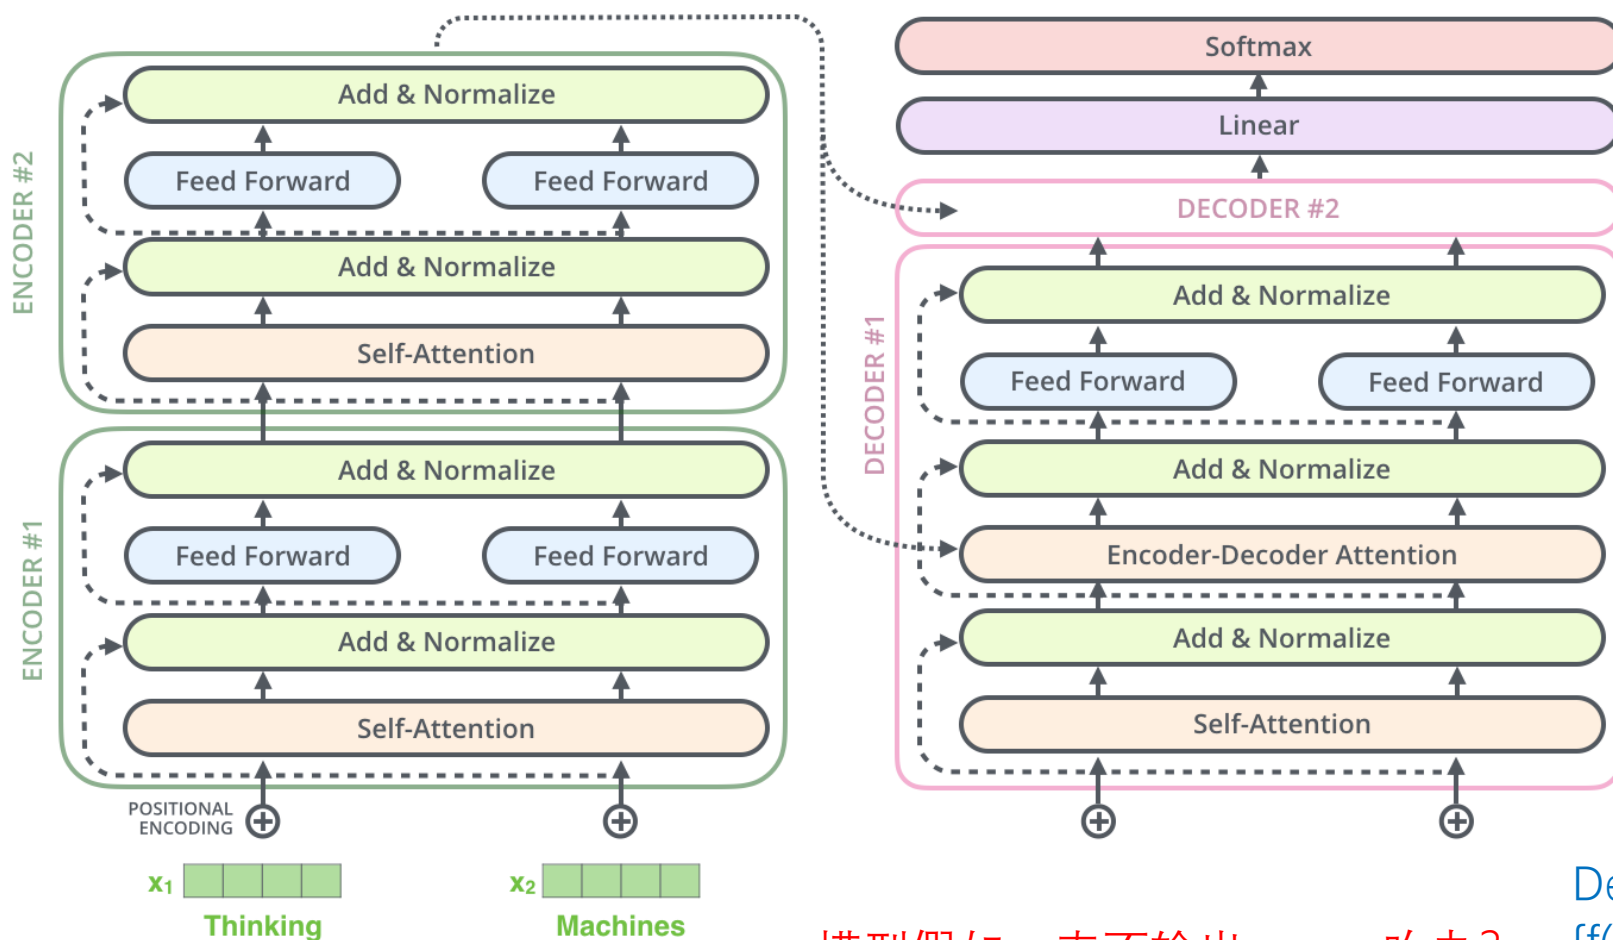 ENCODER #2
Add & Normalize
Feed Forward Feed Forward
Add & Normalize
Self-Attention
ENCODER #1
Add & Normalize
Feed Forward Feed Forward
Add & Normalize
Self-Attention
POSITIONAL
ENCODING
x₁ x₂
Thinking Machines
Softmax
Linear
DECODER #2
DECODER #1
Add & Normalize
Feed Forward Feed Forward
Add & Normalize
Encoder-Decoder Attention
Add & Normalize
Self-Attention
De